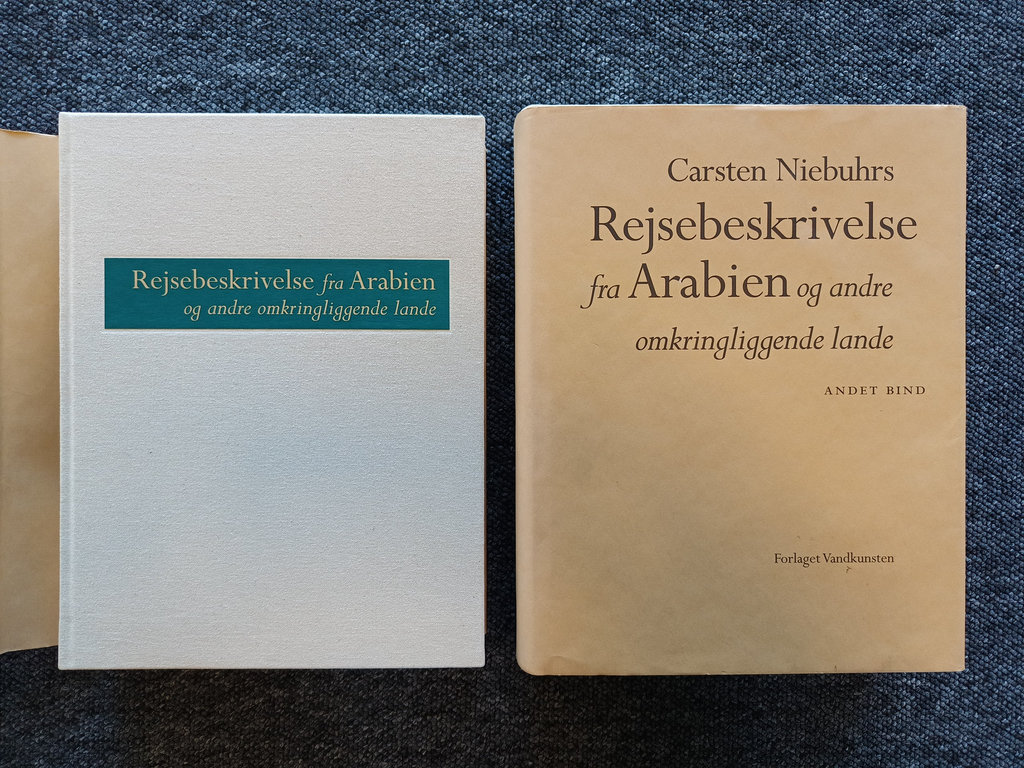 Rejsebeskrivelse fra Arabien
og andre omkringliggende lande
Carsten Niebuhrs
Rejsebeskrivelse
fra Arabien og andre
omkringliggende lande
ANDET BIND
Forlaget Vandkunsten